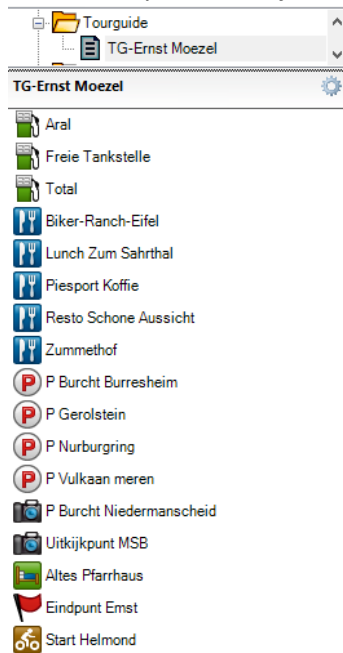 Tourguide
TG-Ernst Moezel
TG-Ernst Moezel
Aral
Freie Tankstelle
Total
Biker-Ranch-Eifel
Lunch Zum Sahrthal
Piesport Koffie
Resto Schone Aussicht
Zummethof
P Burcht Burresheim
P Gerolstein
P Nurburgring
P Vulkaan meren
P Burcht Niedermanscheid
Uitkijkpunt MSB
Altes Pfarrhaus
Eindpunt Ernst
Start Helmond